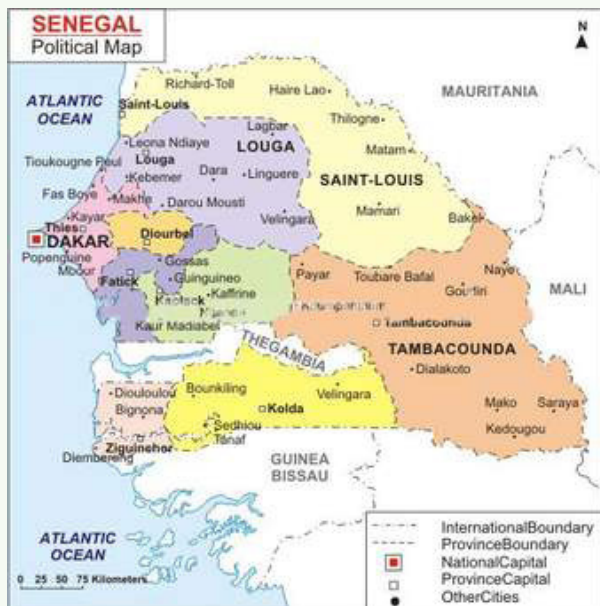 SENEGAL
Political Map
N
ATLANTIC
OCEAN
MAURITANIA
Richard-Toll
Haire Lao
Saint-Louis
Thilogne
Lagbar
Leona Ndiaye
LOUGA
Matam
Tioukougne Peul
Louga
Kebemer
Dara
Linguere
SAINT-LOUIS
Fas Boye
Makhe
Darou Mousti
Mamari
Velingara
Bakel
Kayar
Thies
DAKAR
Diourbel
Popenguine
Gossas
Payar
Toubare Bafal
Naye
Mbour
Fatick
Guinguineo
Goudiri
MALI
Kaolack
Kaffrine
Kaur Madiabel
Tambacounda
THEGAMBIA
TAMBACOUNDA
Dialakoto
Diouloulou
Bounkiling
Velingara
Bignona
Kolda
Mako
Saraya
Sedhiou
Tanaf
Kedougou
Ziguinchor
Diembereng
GUINEA
BISSAU
ATLANTIC
OCEAN
InternationalBoundary
ProvinceBoundary
NationalCapital
ProvinceCapital
OtherCities
0 25 50 75 Kilometers